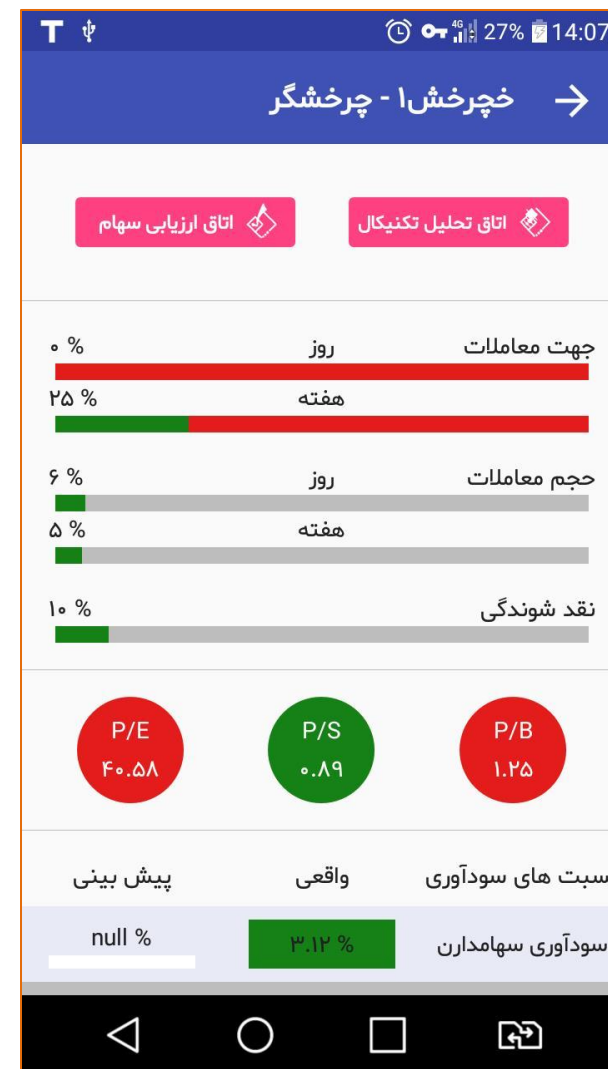 T 4G 27% 14:07
خچرخش۱ - چرخشگر
اتاق تحلیل تکنیکال اتاق ارزیابی سهام
جهت معاملات روز ۰ %
هفته ۲۵ %
حجم معاملات روز ۶ %
هفته ۵ %
نقد شوندگی ۱۰ %
P/B P/S P/E
۱.۲۵ ۰.۸۹ ۴۰.۵۸
سبت های سودآوری واقعی پیش بینی
سودآوری سهامدارن ۳.۱۲ % null %